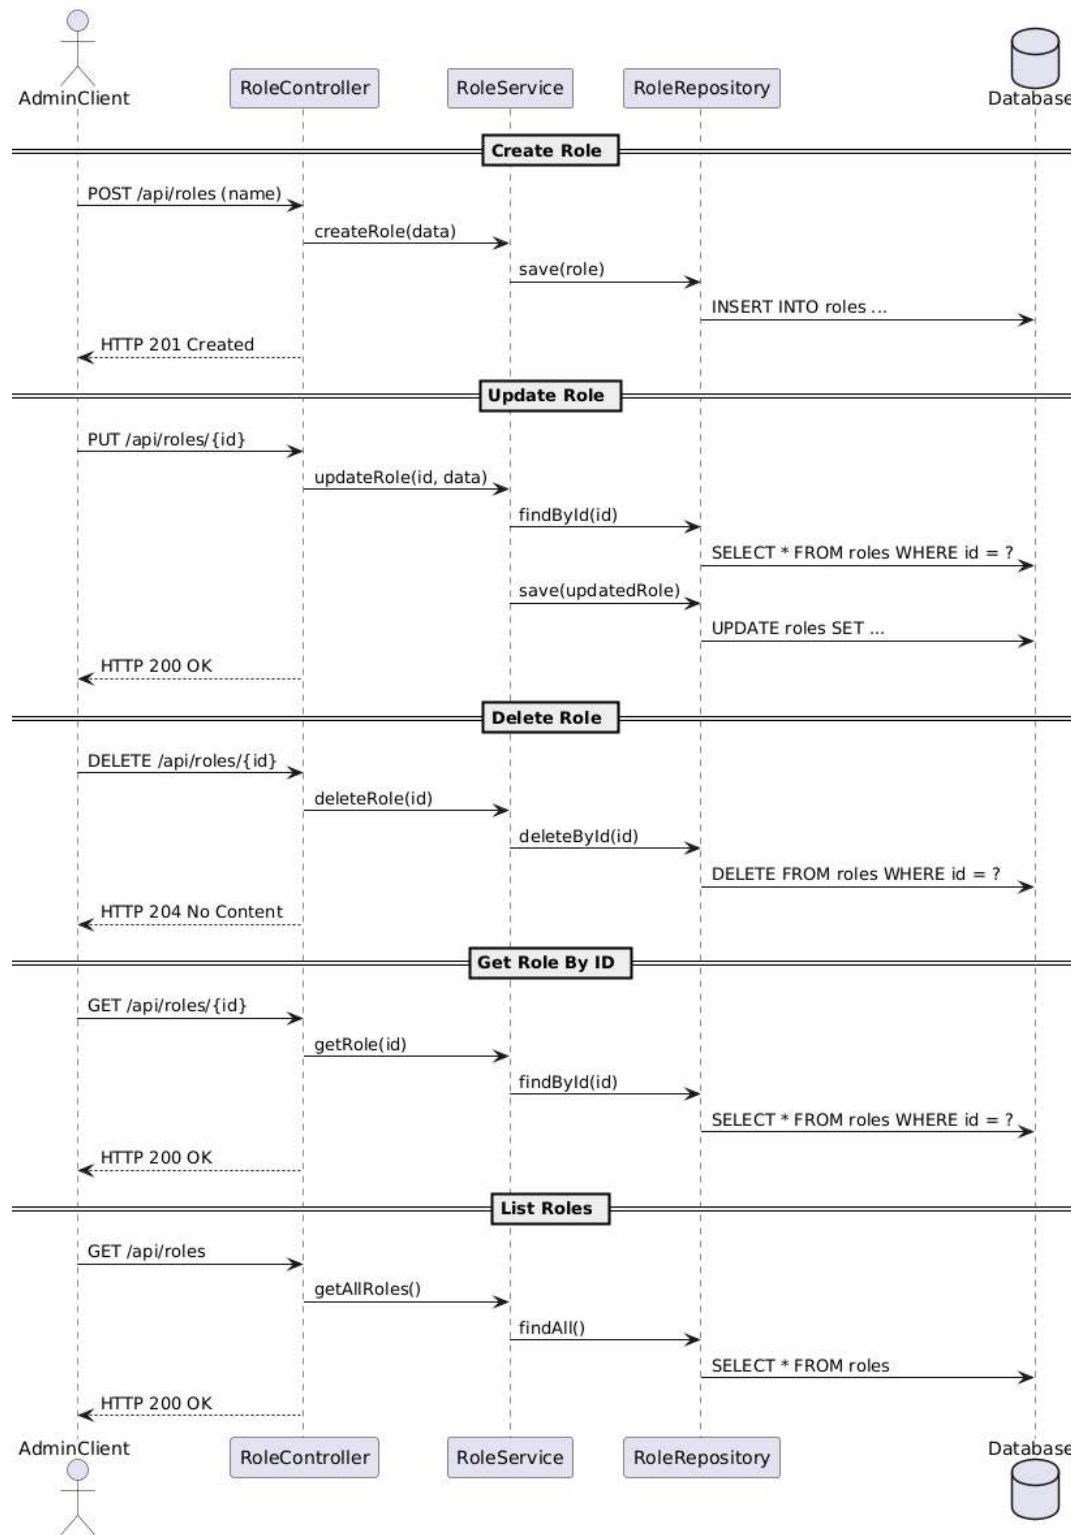 AdminClient
RoleController
RoleService
RoleRepository
Database
Create Role
POST /api/roles (name)
createRole(data)
save(role)
INSERT INTO roles ...
HTTP 201 Created
Update Role
PUT /api/roles/{id}
updateRole(id, data)
findById(id)
SELECT * FROM roles WHERE id = ?
save(updatedRole)
UPDATE roles SET ...
HTTP 200 OK
Delete Role
DELETE /api/roles/{id}
deleteRole(id)
deleteById(id)
DELETE FROM roles WHERE id = ?
HTTP 204 No Content
Get Role By ID
GET /api/roles/{id}
getRole(id)
findById(id)
SELECT * FROM roles WHERE id = ?
HTTP 200 OK
List Roles
GET /api/roles
getAllRoles()
findAll()
SELECT * FROM roles
HTTP 200 OK
AdminClient
RoleController
RoleService
RoleRepository
Database